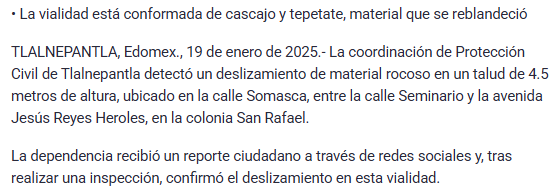 • La vialidad está conformada de cascajo y tepetate, material que se reblandeció
TLALNEPANTLA, Edomex., 19 de enero de 2025.- La coordinación de Protección
Civil de Tlalnepantla detectó un deslizamiento de material rocoso en un talud de 4.5
metros de altura, ubicado en la calle Somasca, entre la calle Seminario y la avenida
Jesús Reyes Heroles, en la colonia San Rafael.
La dependencia recibió un reporte ciudadano a través de redes sociales y, tras
realizar una inspección, confirmó el deslizamiento en esta vialidad.